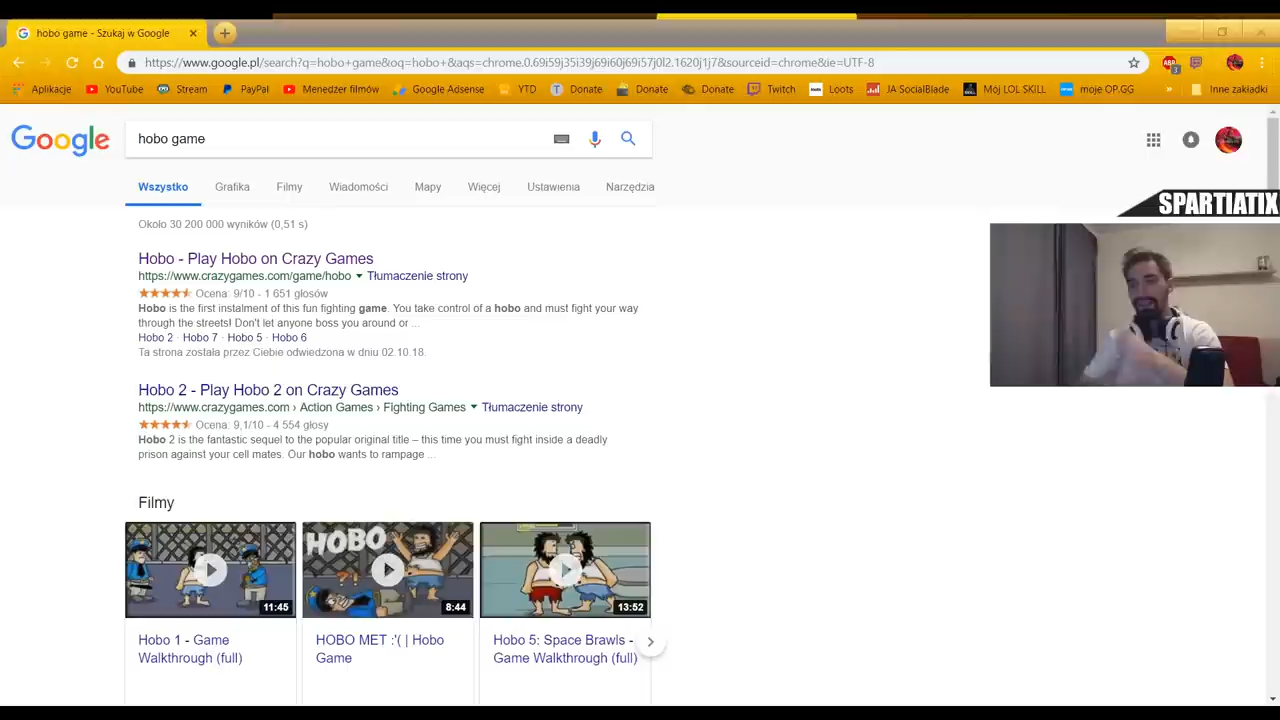 hobo game - Szukaj w Google
https://www.google.pl/search?q=hobo+game&oq=hobo+&aqs=chrome.0.69i59j35i39j69i60j69i57j0l2.1620j1j7&sourceid=chrome&ie=UTF-8
Aplikacje YouTube Stream PayPal Menedżer filmów Google Adsense YTD Donate Donate Donate Twitch Loots JA SocialBlade Mój LOL SKILL moje OP.GG » Inne zakładki
Google hobo game
Wszystko Grafika Filmy Wiadomości Mapy Więcej Ustawienia Narzędzia
SPARTIATIX
Około 30 200 000 wyników (0,51 s)
Hobo - Play Hobo on Crazy Games
https://www.crazygames.com/game/hobo Tłumaczenie strony
Ocena: 9/10 - 1 651 głosów
Hobo is the first instalment of this fun fighting game. You take control of a hobo and must fight your way
through the streets! Don't let anyone boss you around or ...
Hobo 2 · Hobo 7 · Hobo 5 · Hobo 6
Ta strona została przez Ciebie odwiedzona w dniu 02.10.18.
Hobo 2 - Play Hobo 2 on Crazy Games
https://www.crazygames.com › Action Games › Fighting Games Tłumaczenie strony
Ocena: 9,1/10 - 4 554 głosy
Hobo 2 is the fantastic sequel to the popular original title – this time you must fight inside a deadly
prison against your cell mates. Our hobo wants to rampage ...
Filmy
HOBO
11:45 8:44 13:52
Hobo 1 - Game
Walkthrough (full)
HOBO MET :'( | Hobo
Game
Hobo 5: Space Brawls -
Game Walkthrough (full)